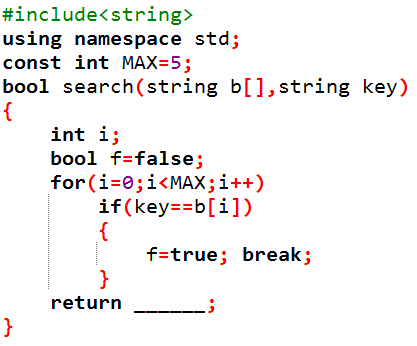 #include<string>
using namespace std;
const int MAX=5;
bool search(string b[],string key)
{
    int i;
    bool f=false;
    for(i=0;i<MAX;i++)
        if(key==b[i])
        {
            f=true; break;
        }
    return ______;
}